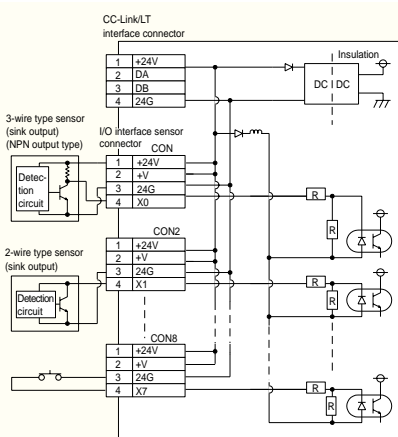 CC-Link/LT
interface connector
1 +24V
2 DA
3 DB
4 24G
Insulation
DC DC
3-wire type sensor
(sink output)
(NPN output type)
I/O interface sensor
connector
CON
Detec-
tion
circuit
1 +24V
2 +V
3 24G
4 X0
R
R
CON2
2-wire type sensor
(sink output)
Detection
circuit
1 +24V
2 +V
3 24G
4 X1
R
R
CON8
1 +24V
2 +V
3 24G
4 X7
R
R